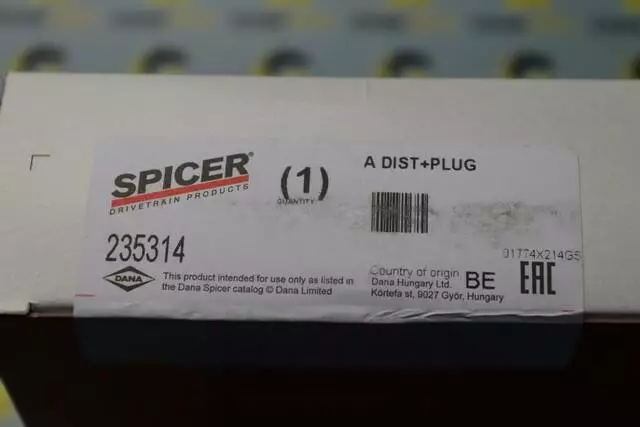 SPICER®
DRIVETRAIN PRODUCTS
(1)
QUANTITY
A DIST+PLUG
235314
01774X214G5
DANA
This product intended for use only as listed in
the Dana Spicer catalog © Dana Limited
Country of origin
BE
Dana Hungary Ltd.
Körtefa st, 9027 Győr, Hungary
EAC